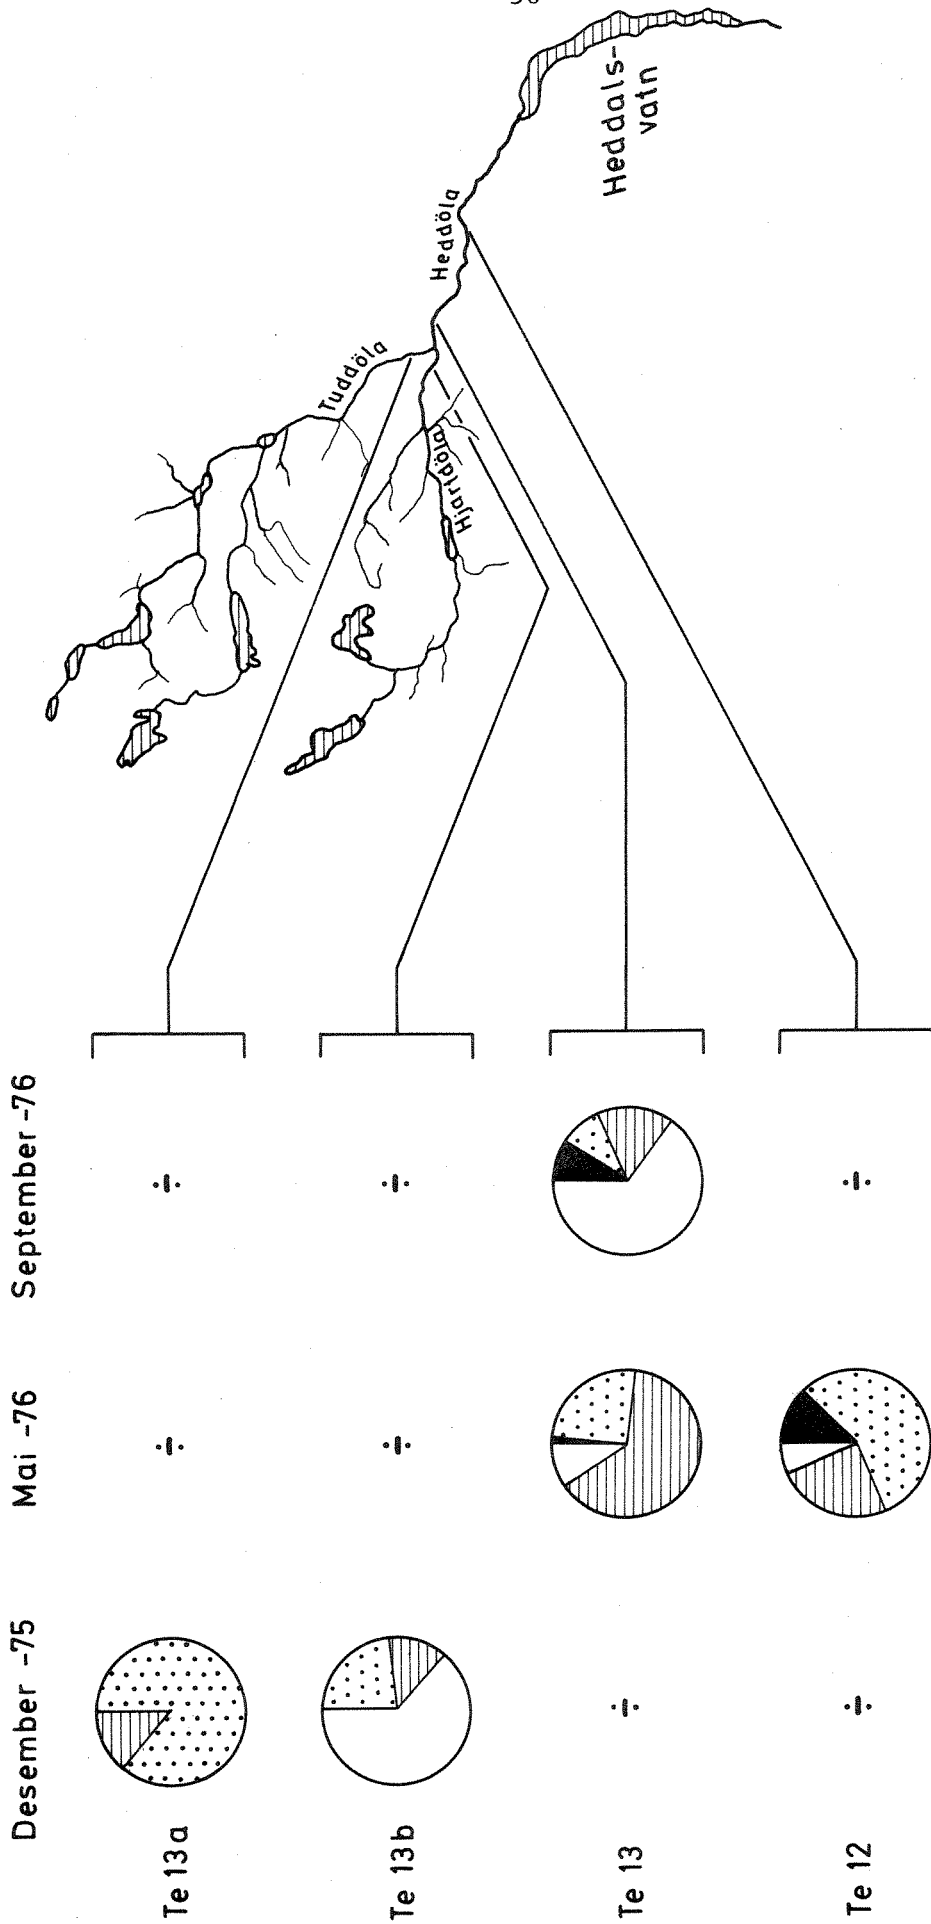 Desember -75
Mai -76
September -76
Te 13a
÷
÷
Te 13b
÷
÷
Te 13
÷
Te 12
÷
÷
Tuddöla
Hjartdöla
Heddöla
Heddals-
vatn